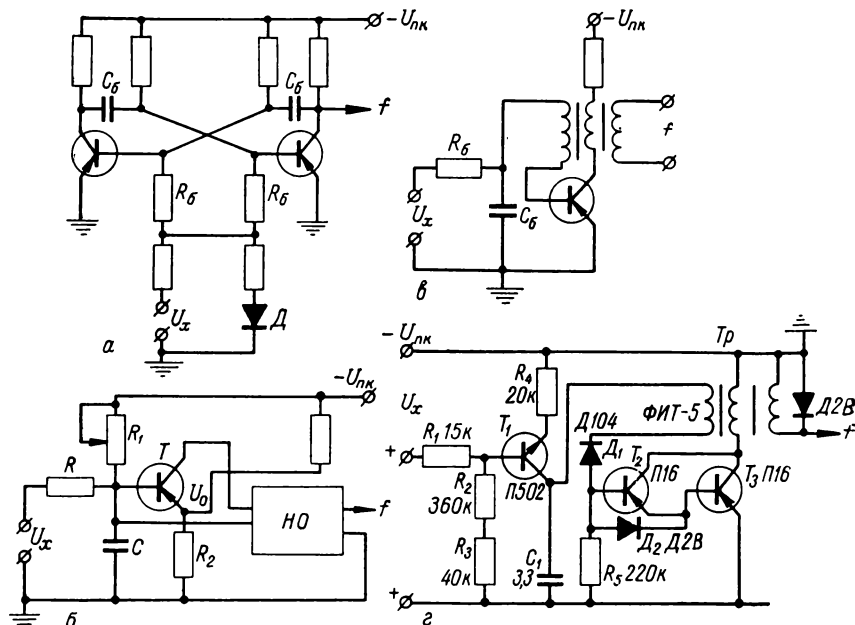 - Uпк
Cб
Cб
f
Rб
Rб
Uх
Д
а
- Uпк
Rб
Uх
Cб
f
в
-Uпк
R1
T
R
U0
Uх
C
R2
НО
f
б
- Uпк
Uх
+
R1 15к
R4
20к
T1
П502
R2
360к
R3
40к
C1
3,3
Тр
ФИТ-5
Д104
Д1
T2
П16
T3 П16
Д2 Д2В
R5 220к
Д2В
f
+
г